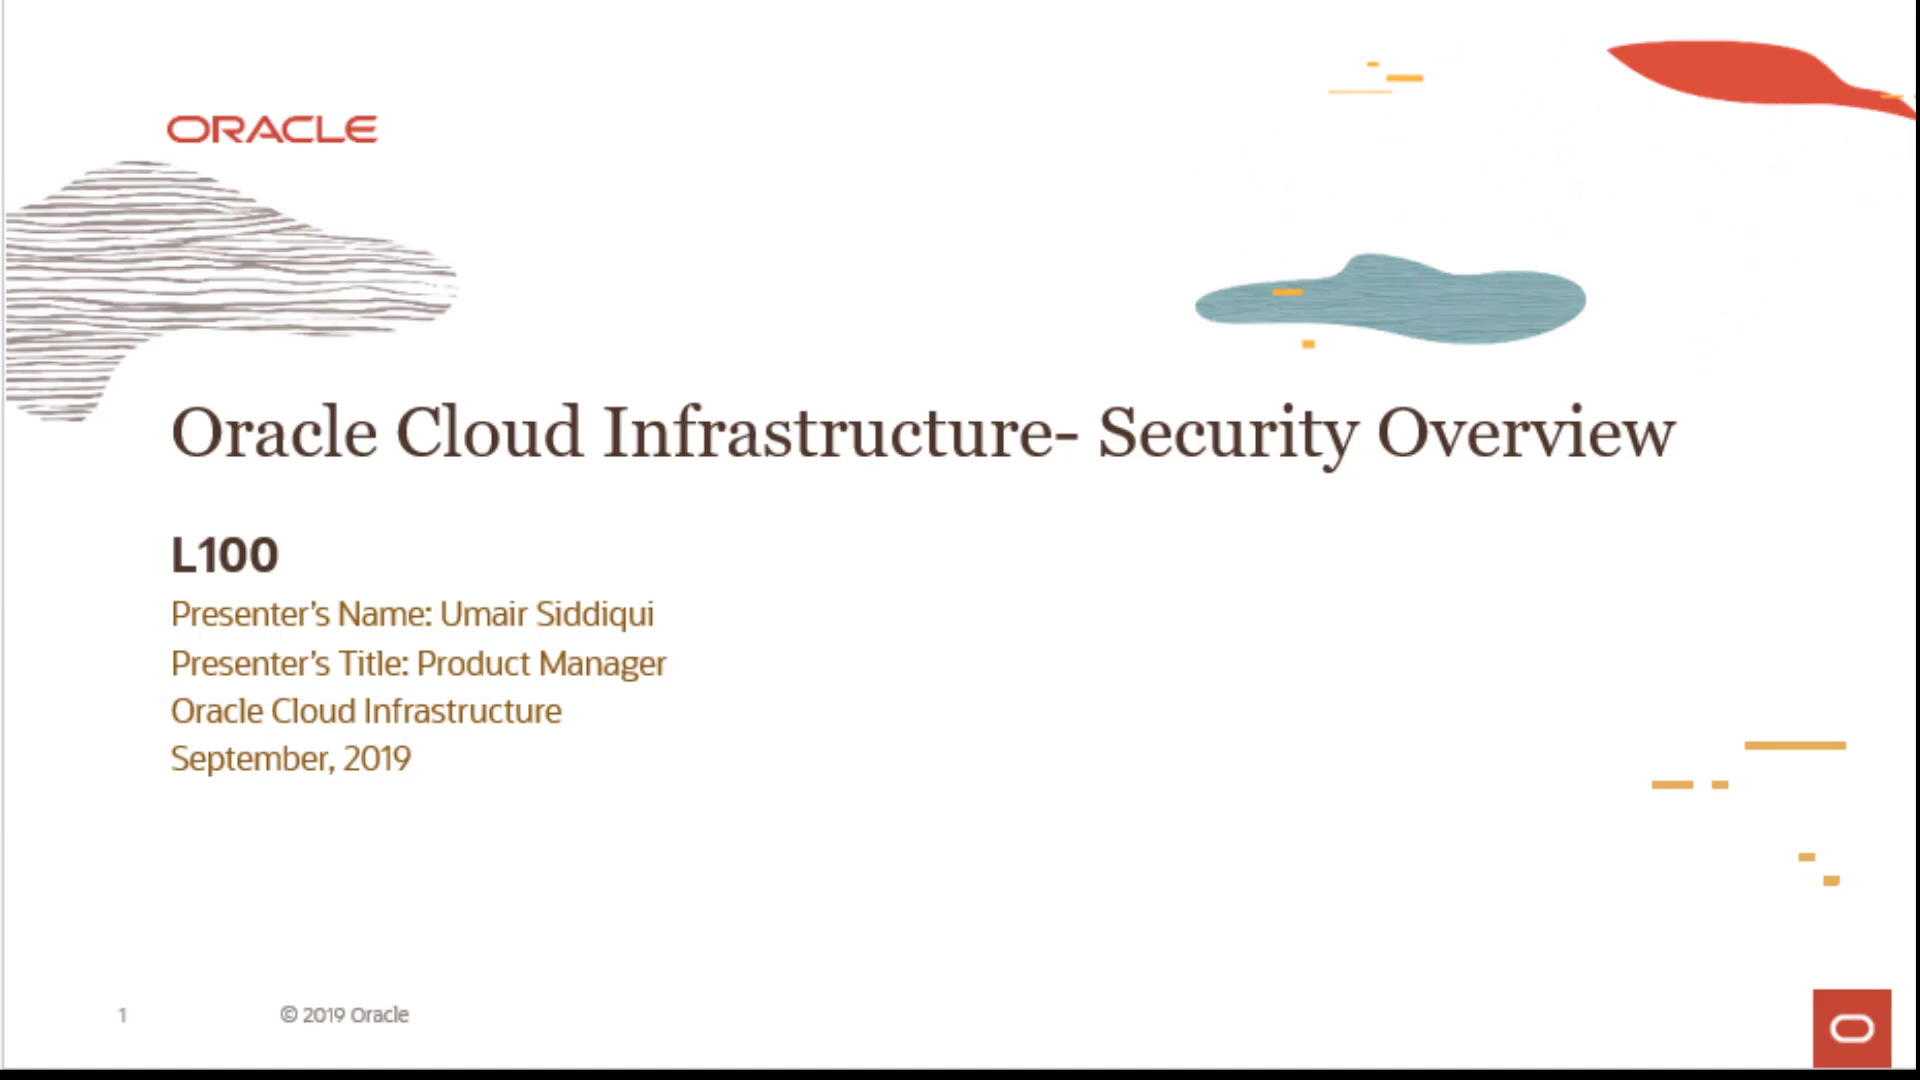 ORACLE
Oracle Cloud Infrastructure- Security Overview
L100
Presenter's Name: Umair Siddiqui
Presenter's Title: Product Manager
Oracle Cloud Infrastructure
September, 2019
1
© 2019 Oracle